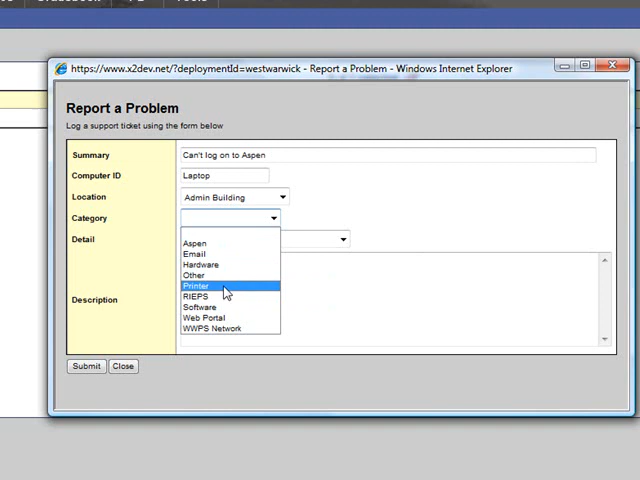 https://www.x2dev.net/?deploymentId=westwarwick - Report a Problem - Windows Internet Explorer
Report a Problem
Log a support ticket using the form below
Summary Can't log on to Aspen
Computer ID Laptop
Location Admin Building
Category
Detail
Aspen
Email
Hardware
Other
Printer
RIEPS
Software
Web Portal
WWPS Network
Description
Submit Close